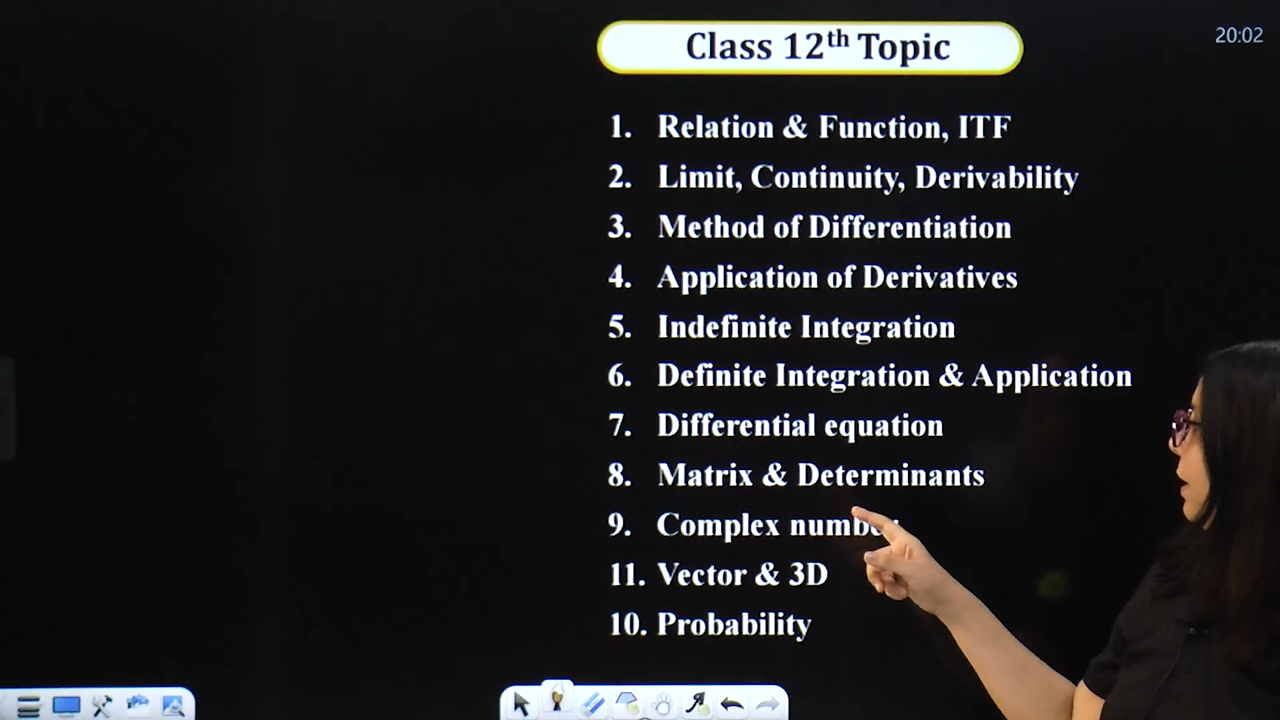 Class 12th Topic
20:02
1. Relation & Function, ITF
2. Limit, Continuity, Derivability
3. Method of Differentiation
4. Application of Derivatives
5. Indefinite Integration
6. Definite Integration & Application
7. Differential equation
8. Matrix & Determinants
9. Complex number
11. Vector & 3D
10. Probability